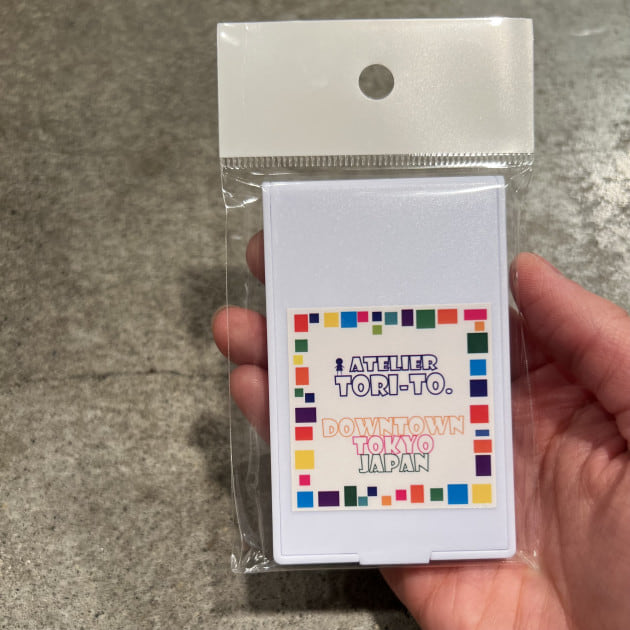 ATELIER
TORI-TO.
DOWNTOWN
TOKYO
JAPAN